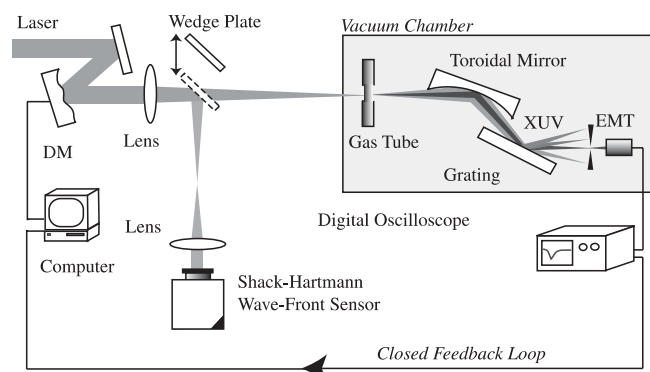 Laser
Wedge Plate
Vacuum Chamber
Toroidal Mirror
Lens
DM
Gas Tube
XUV
EMT
Grating
Lens
Digital Oscilloscope
Computer
Shack-Hartmann
Wave-Front Sensor
Closed Feedback Loop